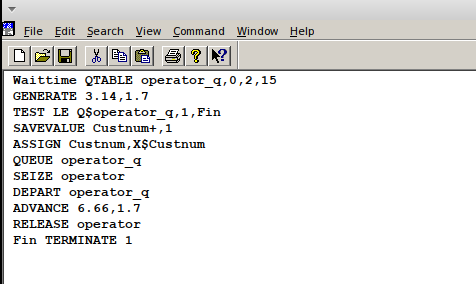 File Edit Search View Command Window Help
Waittime QTABLE operator_q,0,2,15
GENERATE 3.14,1.7
TEST LE Q$operator_q,1,Fin
SAVEVALUE Custnum+,1
ASSIGN Custnum,X$Custnum
QUEUE operator_q
SEIZE operator
DEPART operator_q
ADVANCE 6.66,1.7
RELEASE operator
Fin TERMINATE 1